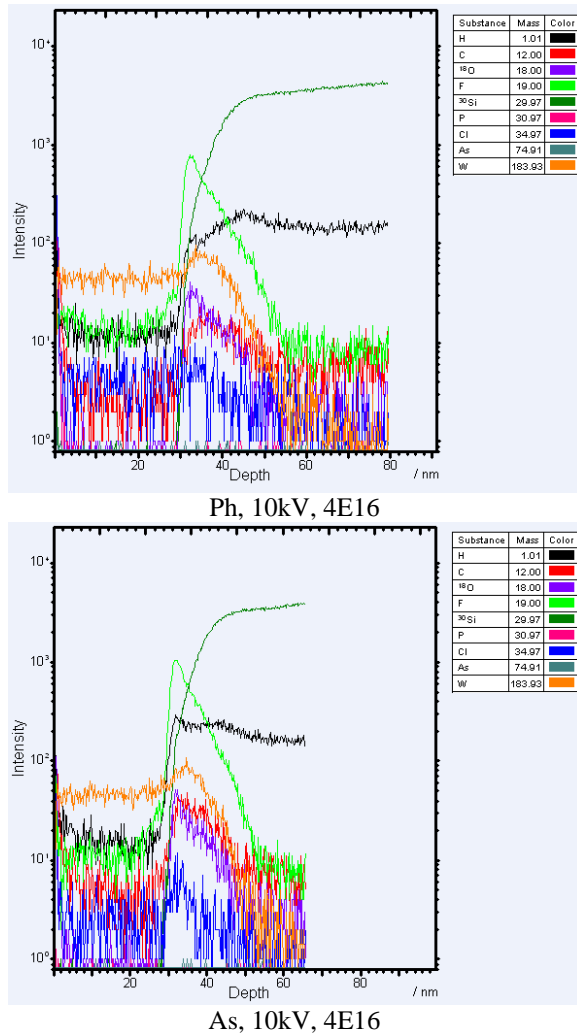 Substance Mass Color
H 1.01
C 12.00
¹⁸O 18.00
F 19.00
³⁰Si 29.97
P 30.97
Cl 34.97
As 74.91
W 183.93
Intensity
10⁴
10³
10²
10¹
10⁰
20 40 60 80
Depth / nm
Ph, 10kV, 4E16
Substance Mass Color
H 1.01
C 12.00
¹⁸O 18.00
F 19.00
³⁰Si 29.97
P 30.97
Cl 34.97
As 74.91
W 183.93
Intensity
10⁴
10³
10²
10¹
10⁰
20 40 60 80
Depth / nm
As, 10kV, 4E16